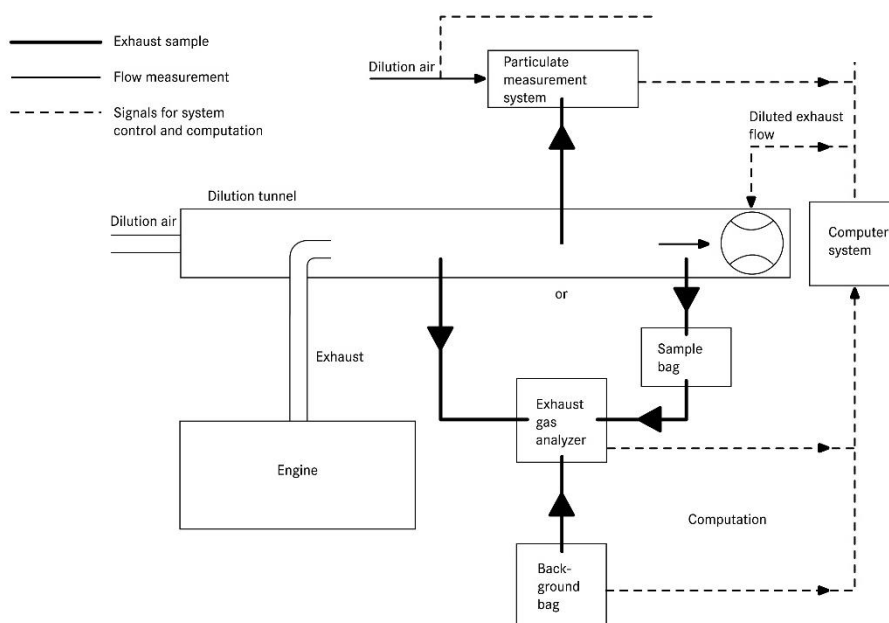 Exhaust sample
Flow measurement
Signals for system
control and computation
Dilution air
Particulate
measurement
system
Diluted exhaust
flow
Dilution tunnel
Dilution air
Computer
system
or
Exhaust
Sample
bag
Exhaust
gas
analyzer
Engine
Computation
Back-
ground
bag